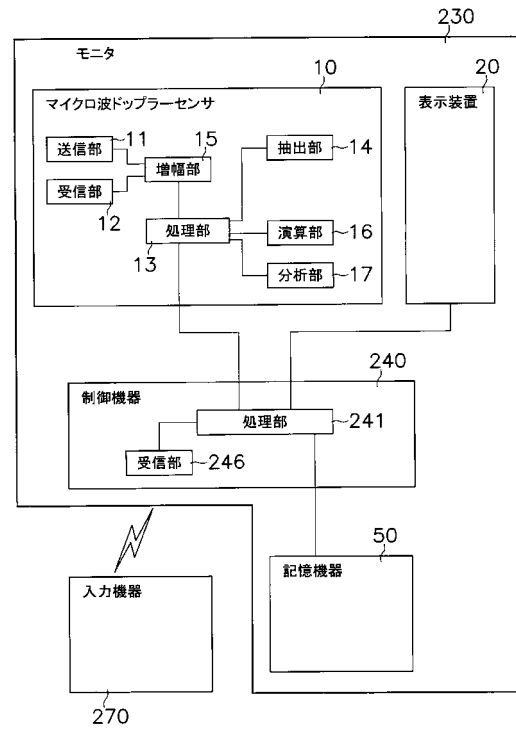 230
モニタ
10
20
マイクロ波ドップラーセンサ
表示装置
11
送信部
15
増幅部
抽出部
14
受信部
12
処理部
13
演算部
16
分析部
17
240
制御機器
処理部
241
受信部
246
50
入力機器
記憶機器
270